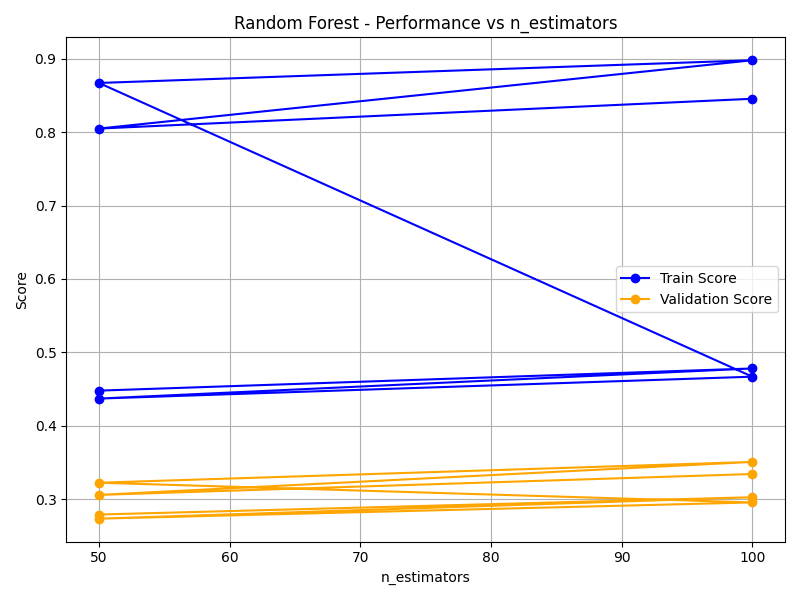 Random Forest - Performance vs n_estimators
0.9
0.8
0.7
0.6
0.5
0.4
0.3
Score
Train Score
Validation Score
50 60 70 80 90 100
n_estimators